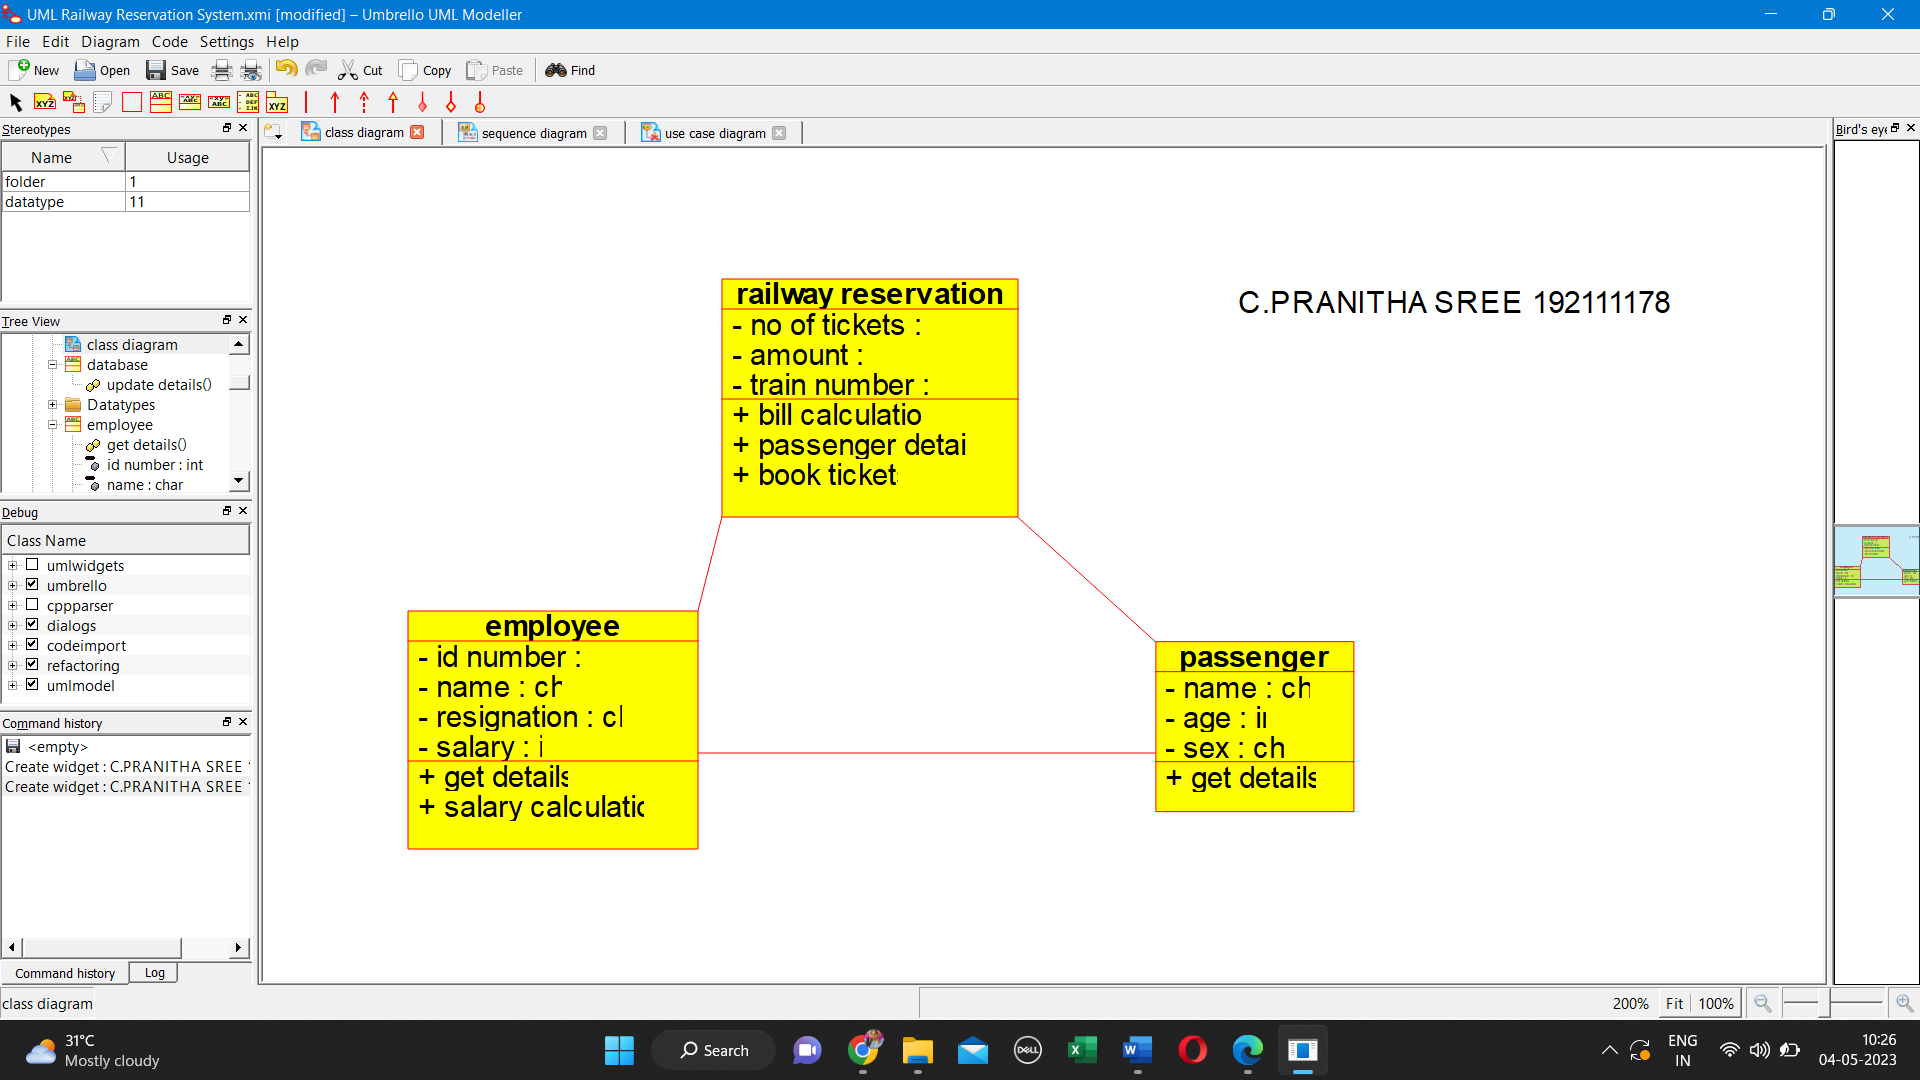 UML Railway Reservation System.xmi [modified] – Umbrello UML Modeller
File Edit Diagram Code Settings Help
New Open Save Cut Copy Paste Find
Stereotypes
Name Usage
folder 1
datatype 11
Tree View
class diagram
database
update details()
Datatypes
employee
get details()
id number : int
name : char
Debug
Class Name
umlwidgets
umbrello
cppparser
dialogs
codeimport
refactoring
umlmodel
Command history
<empty>
Create widget : C.PRANITHA SREE
Create widget : C.PRANITHA SREE
Command history Log
class diagram
class diagram sequence diagram use case diagram
railway reservation
- no of tickets :
- amount :
- train number :
+ bill calculatio
+ passenger detai
+ book ticket
C.PRANITHA SREE 192111178
employee
- id number :
- name : ch
- resignation : cl
- salary : i
+ get details
+ salary calculatic
passenger
- name : ch
- age : in
- sex : ch
+ get details
Bird's eye
200% Fit 100%
31°C
Mostly cloudy
Search
DELL
ENG
IN
10:26
04-05-2023